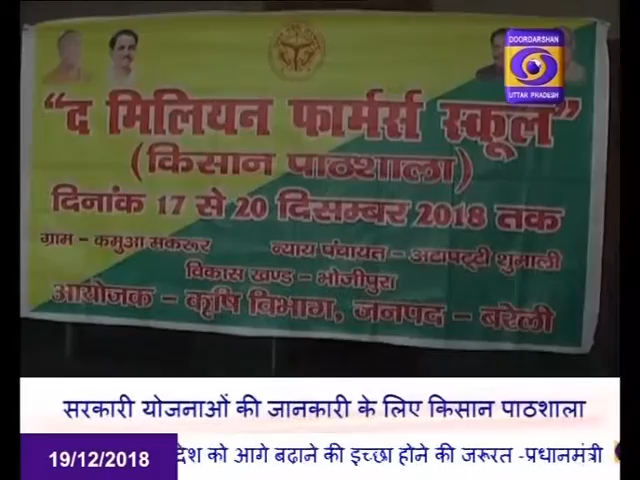 DOORDARSHAN
UTTAR PRADESH
"द मिलियन फार्मर्स स्कूल"
(किसान पाठशाला)
दिनांक 17 से 20 दिसम्बर 2018 तक
ग्राम - कमुआ मकरूर न्याय पंचायत - अटापट्टी शुमाली
विकास खण्ड - भोजीपुरा
आयोजक - कृषि विभाग, जनपद - बरेली
सरकारी योजनाओं की जानकारी के लिए किसान पाठशाला
19/12/2018 देश को आगे बढ़ाने की इच्छा होने की जरूरत -प्रधानमंत्री